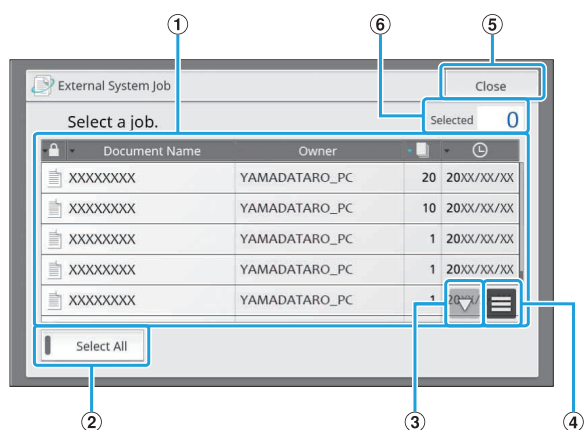 ① ⑥ ⑤
External System Job Close
Select a job. Selected 0
Document Name Owner
XXXXXXXX YAMADATARO_PC 20 20XX/XX/XX
XXXXXXXX YAMADATARO_PC 10 20XX/XX/XX
XXXXXXXX YAMADATARO_PC 1 20XX/XX/XX
XXXXXXXX YAMADATARO_PC 1 20XX/XX/XX
XXXXXXXX YAMADATARO_PC 1
Select All
② ③ ④